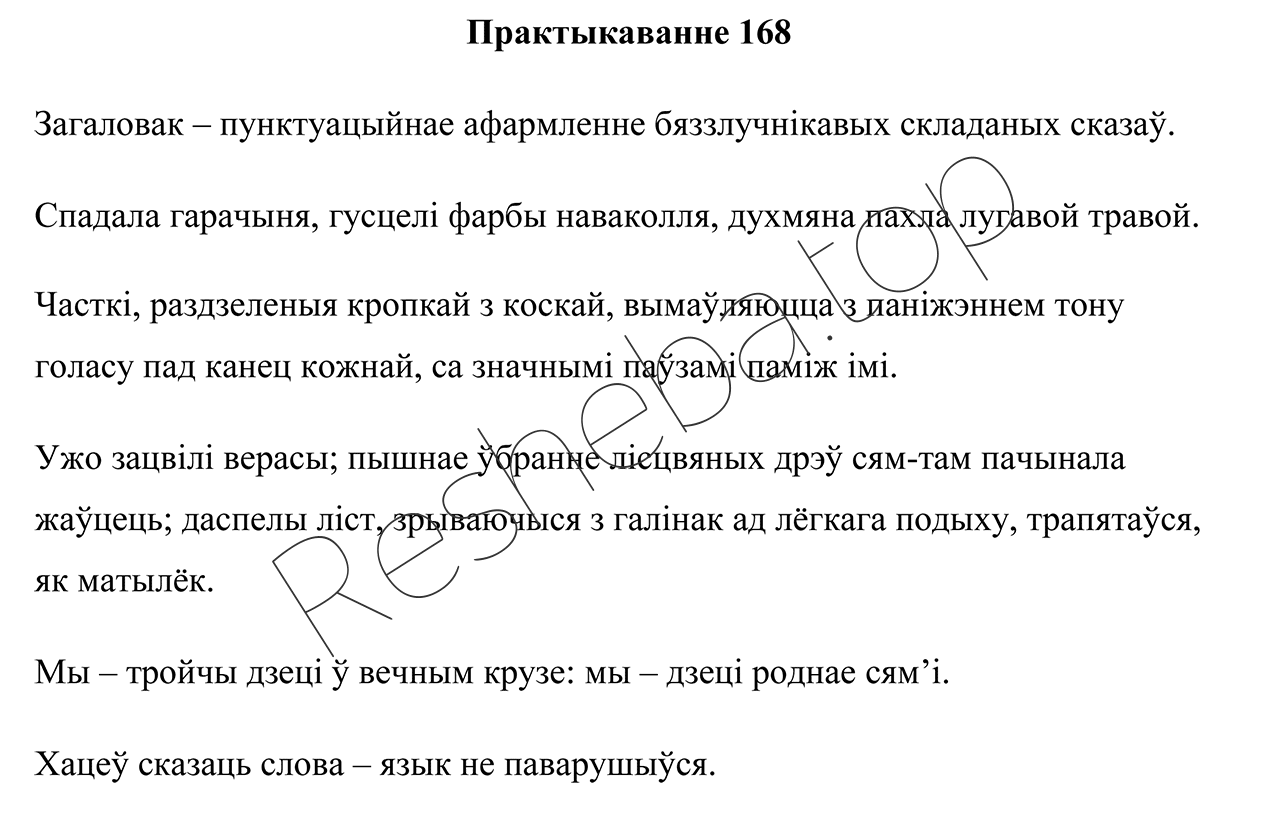 Практыкаванне 168
Загаловак – пунктуацыйнае афармленне бяззлучнікавых складаных сказаў.
Спадала гарачыня, гусцелі фарбы наваколля, духмяна пахла лугавой травой.
Часткі, раздзеленыя кропкай з коскай, вымаўляюцца з паніжэннем тону
голасу пад канец кожнай, са значнымі паўзамі паміж імі.
Ужо зацвілі верасы; пышнае ўбранне лісцвяных дрэў сям-там пачынала
жаўцець; даспелы ліст, зрываючыся з галінак ад лёгкага подыху, трапятаўся,
як матылёк.
Мы – тройчы дзеці ў вечным крузе: мы – дзеці роднае сям’і.
Хацеў сказаць слова – язык не паварушыўся.
Resheba.top